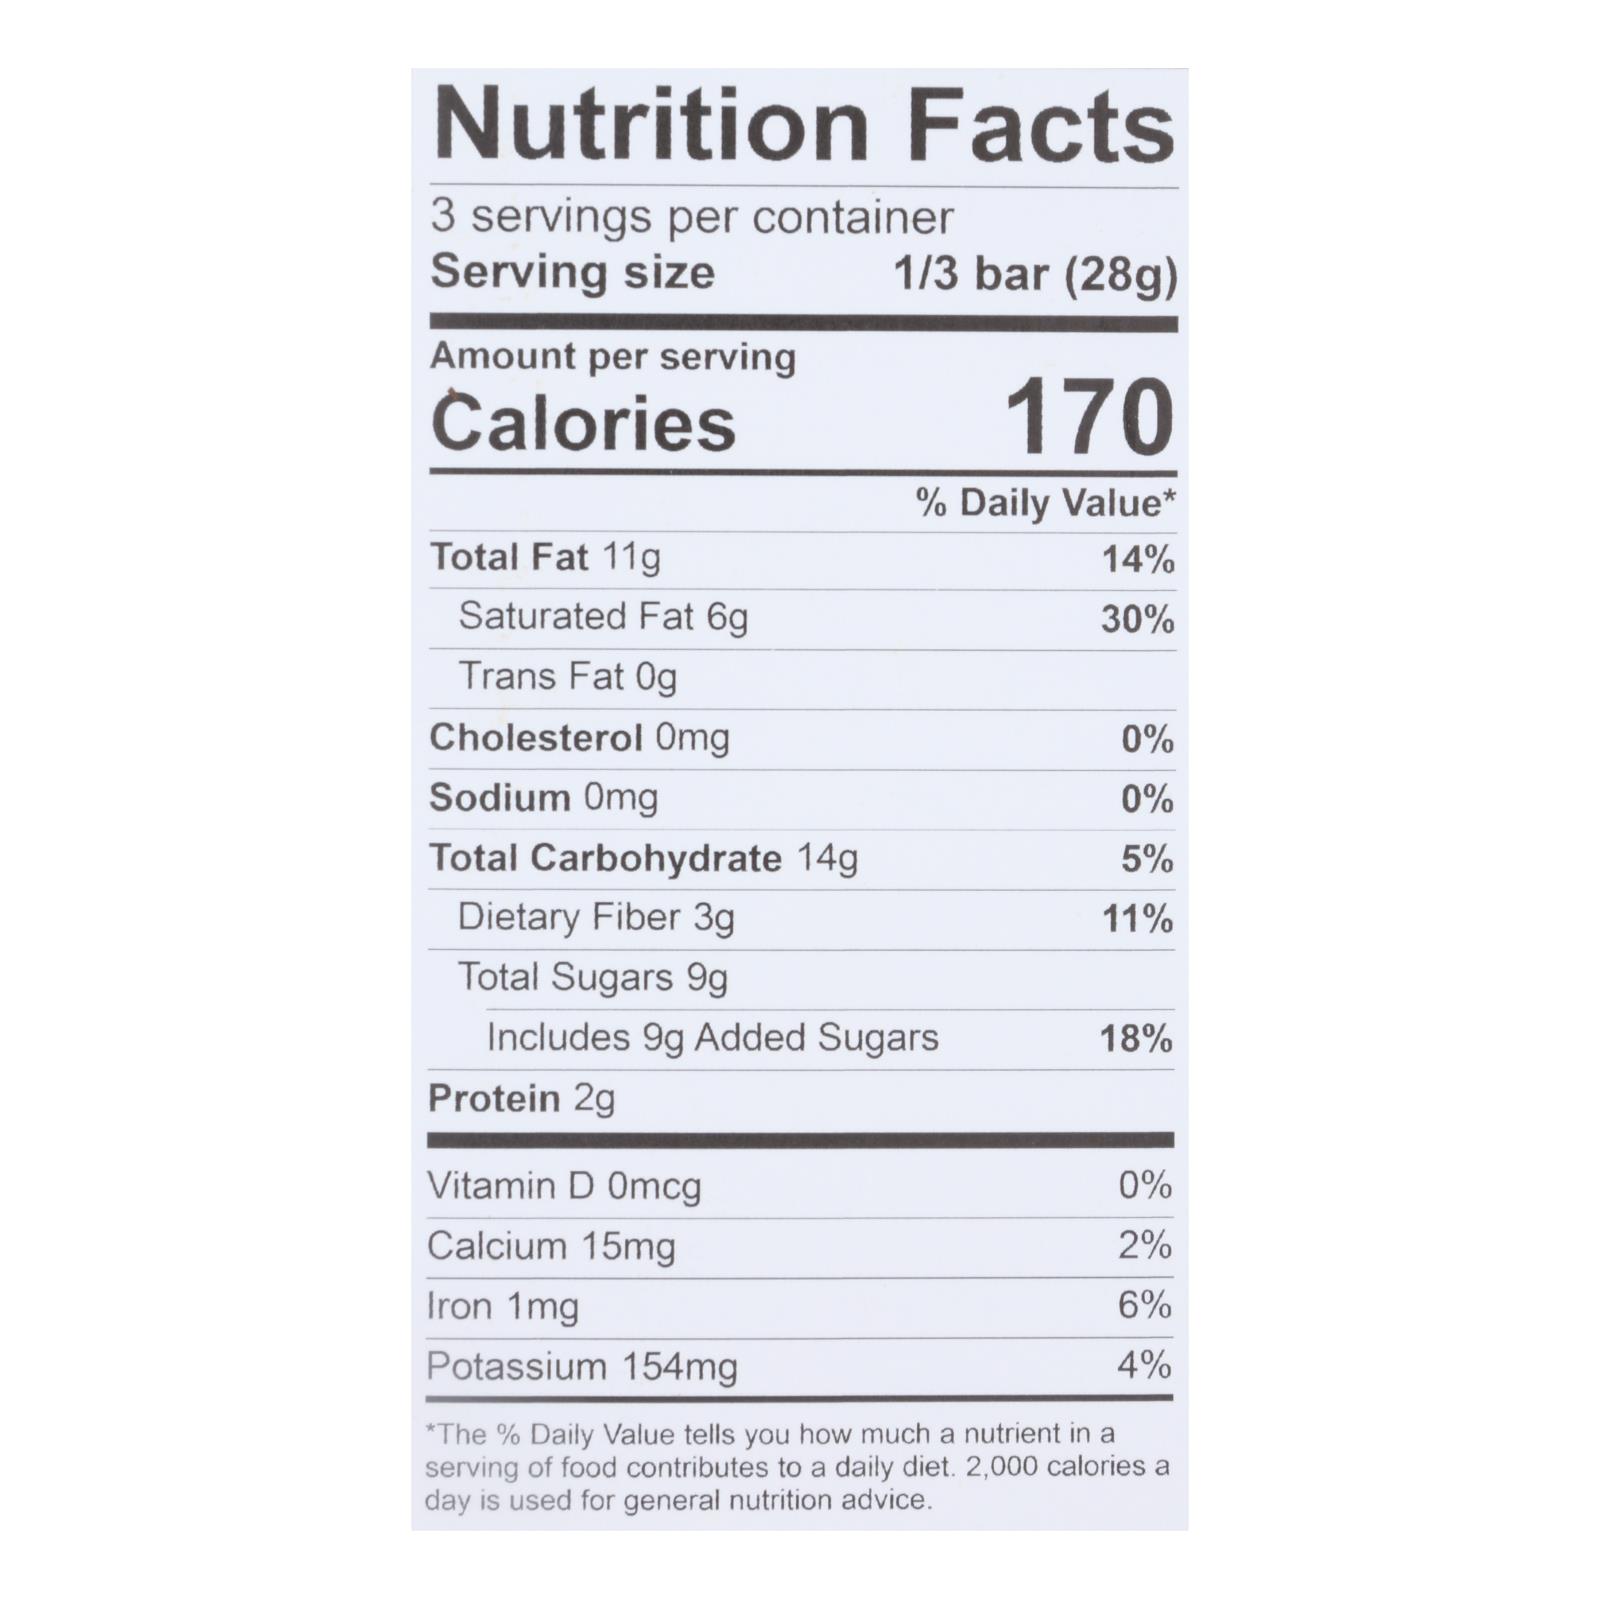 Nutrition Facts
3 servings per container
Serving size 1/3 bar (28g)
Amount per serving
Calories 170
% Daily Value*
Total Fat 11g 14%
Saturated Fat 6g 30%
Trans Fat 0g
Cholesterol 0mg 0%
Sodium 0mg 0%
Total Carbohydrate 14g 5%
Dietary Fiber 3g 11%
Total Sugars 9g
Includes 9g Added Sugars 18%
Protein 2g
Vitamin D 0mcg 0%
Calcium 15mg 2%
Iron 1mg 6%
Potassium 154mg 4%
*The % Daily Value tells you how much a nutrient in a
serving of food contributes to a daily diet. 2,000 calories a
day is used for general nutrition advice.